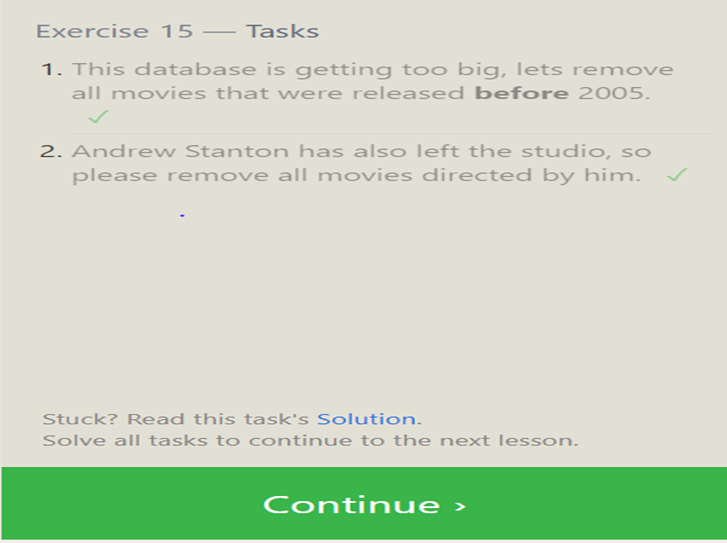 Exercise 15 — Tasks
1. This database is getting too big, lets remove
all movies that were released before 2005.
✓
2. Andrew Stanton has also left the studio, so
please remove all movies directed by him. ✓
Stuck? Read this task's Solution.
Solve all tasks to continue to the next lesson.
Continue ›